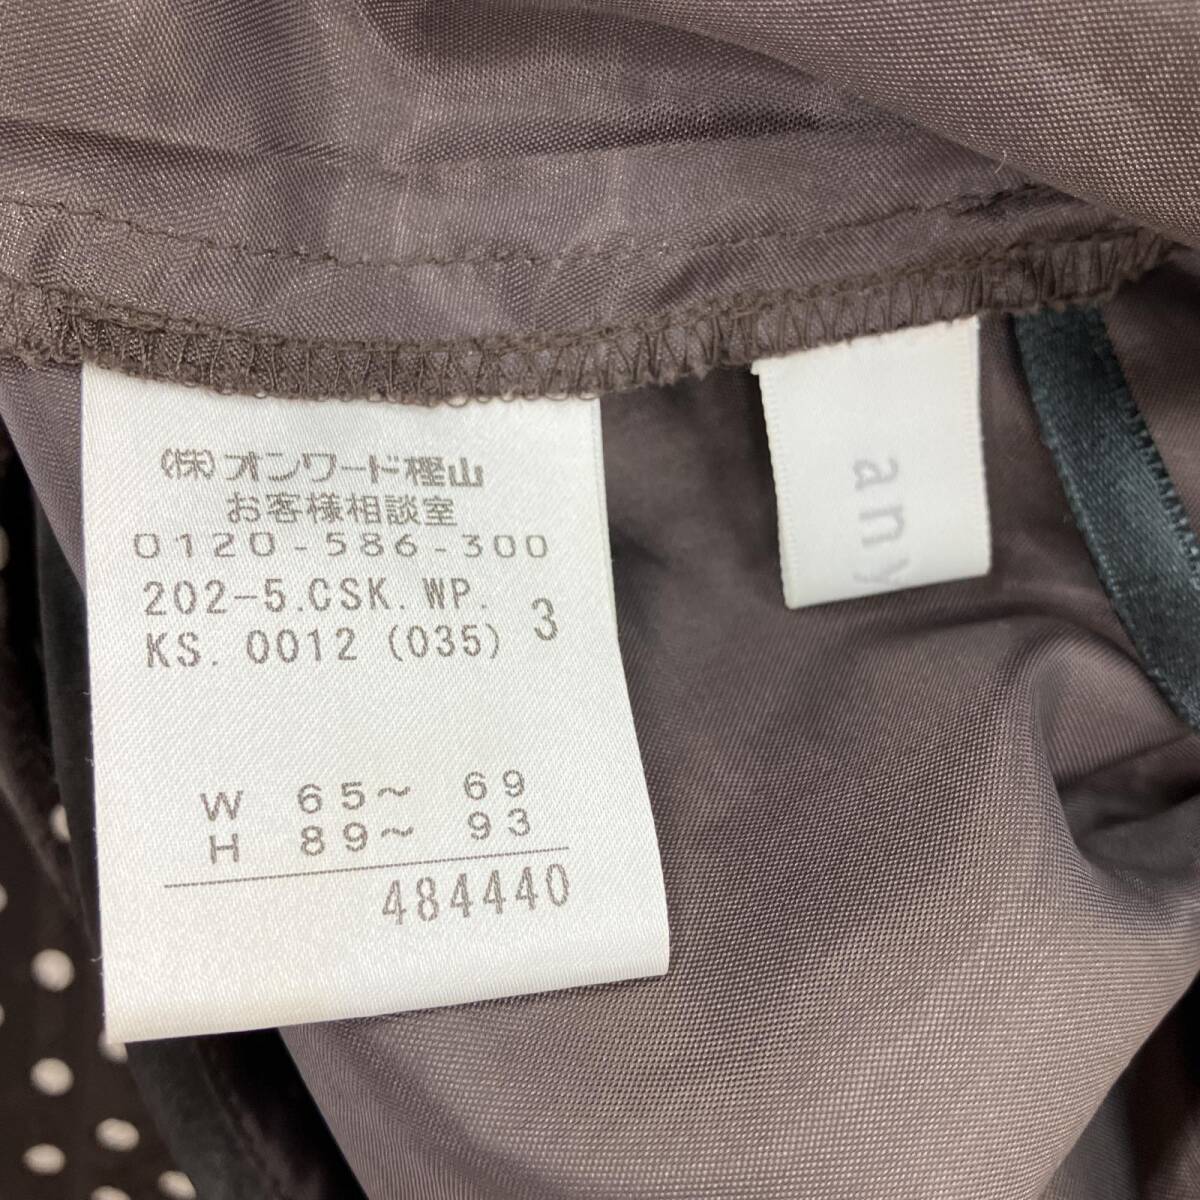 (株)オンワード樫山
お客様相談室
0120-586-300
202-5.CSK.WP.
KS.0012(035) 3
W 65〜 69
H 89〜 93
484440
any